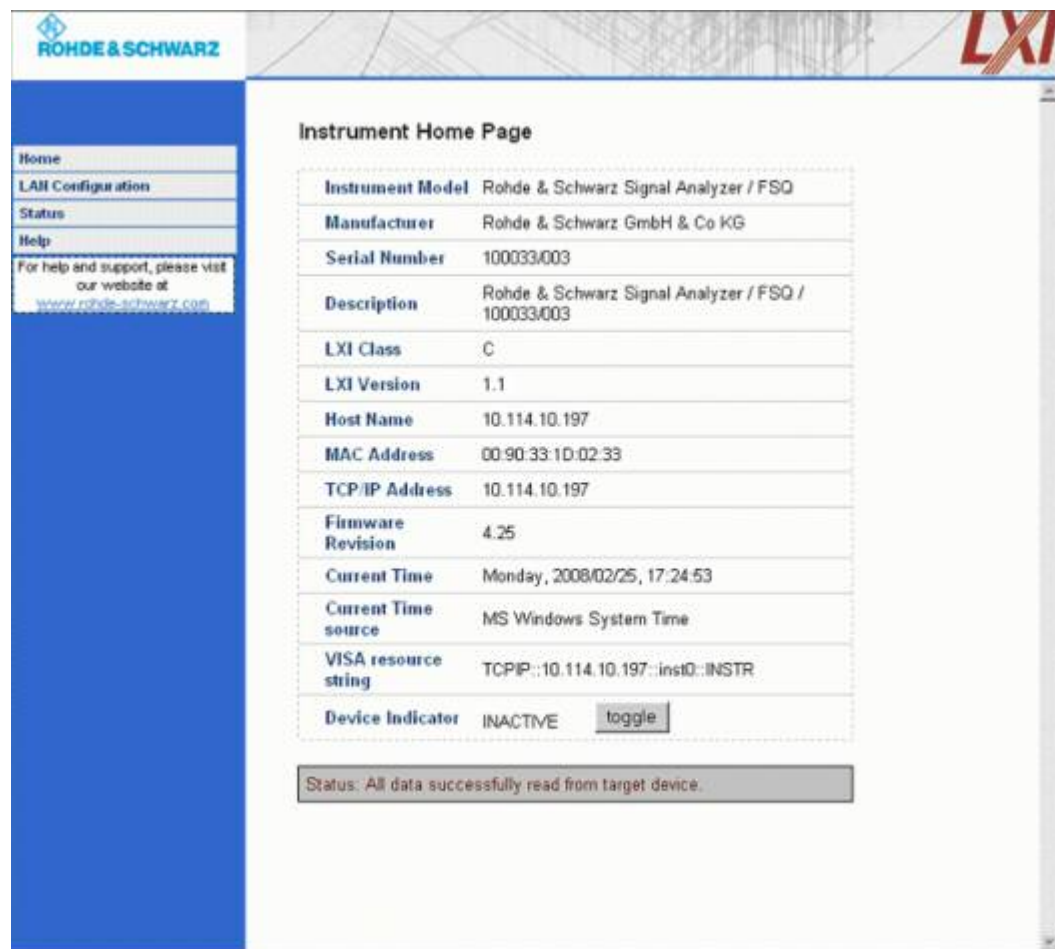 ROHDE & SCHWARZ
LXI
Home
LAN Configuration
Status
Help
For help and support, please visit
our website at
www.rohde-schwarz.com
Instrument Home Page
Instrument Model Rohde & Schwarz Signal Analyzer / FSQ
Manufacturer Rohde & Schwarz GmbH & Co KG
Serial Number 100033/003
Description Rohde & Schwarz Signal Analyzer / FSQ /
100033/003
LXI Class C
LXI Version 1.1
Host Name 10.114.10.197
MAC Address 00:90:33:1D:02:33
TCP/IP Address 10.114.10.197
Firmware
Revision 4.25
Current Time Monday, 2008/02/25, 17:24:53
Current Time
source MS Windows System Time
VISA resource
string TCPIP::10.114.10.197::inst0::INSTR
Device Indicator INACTIVE toggle
Status: All data successfully read from target device.